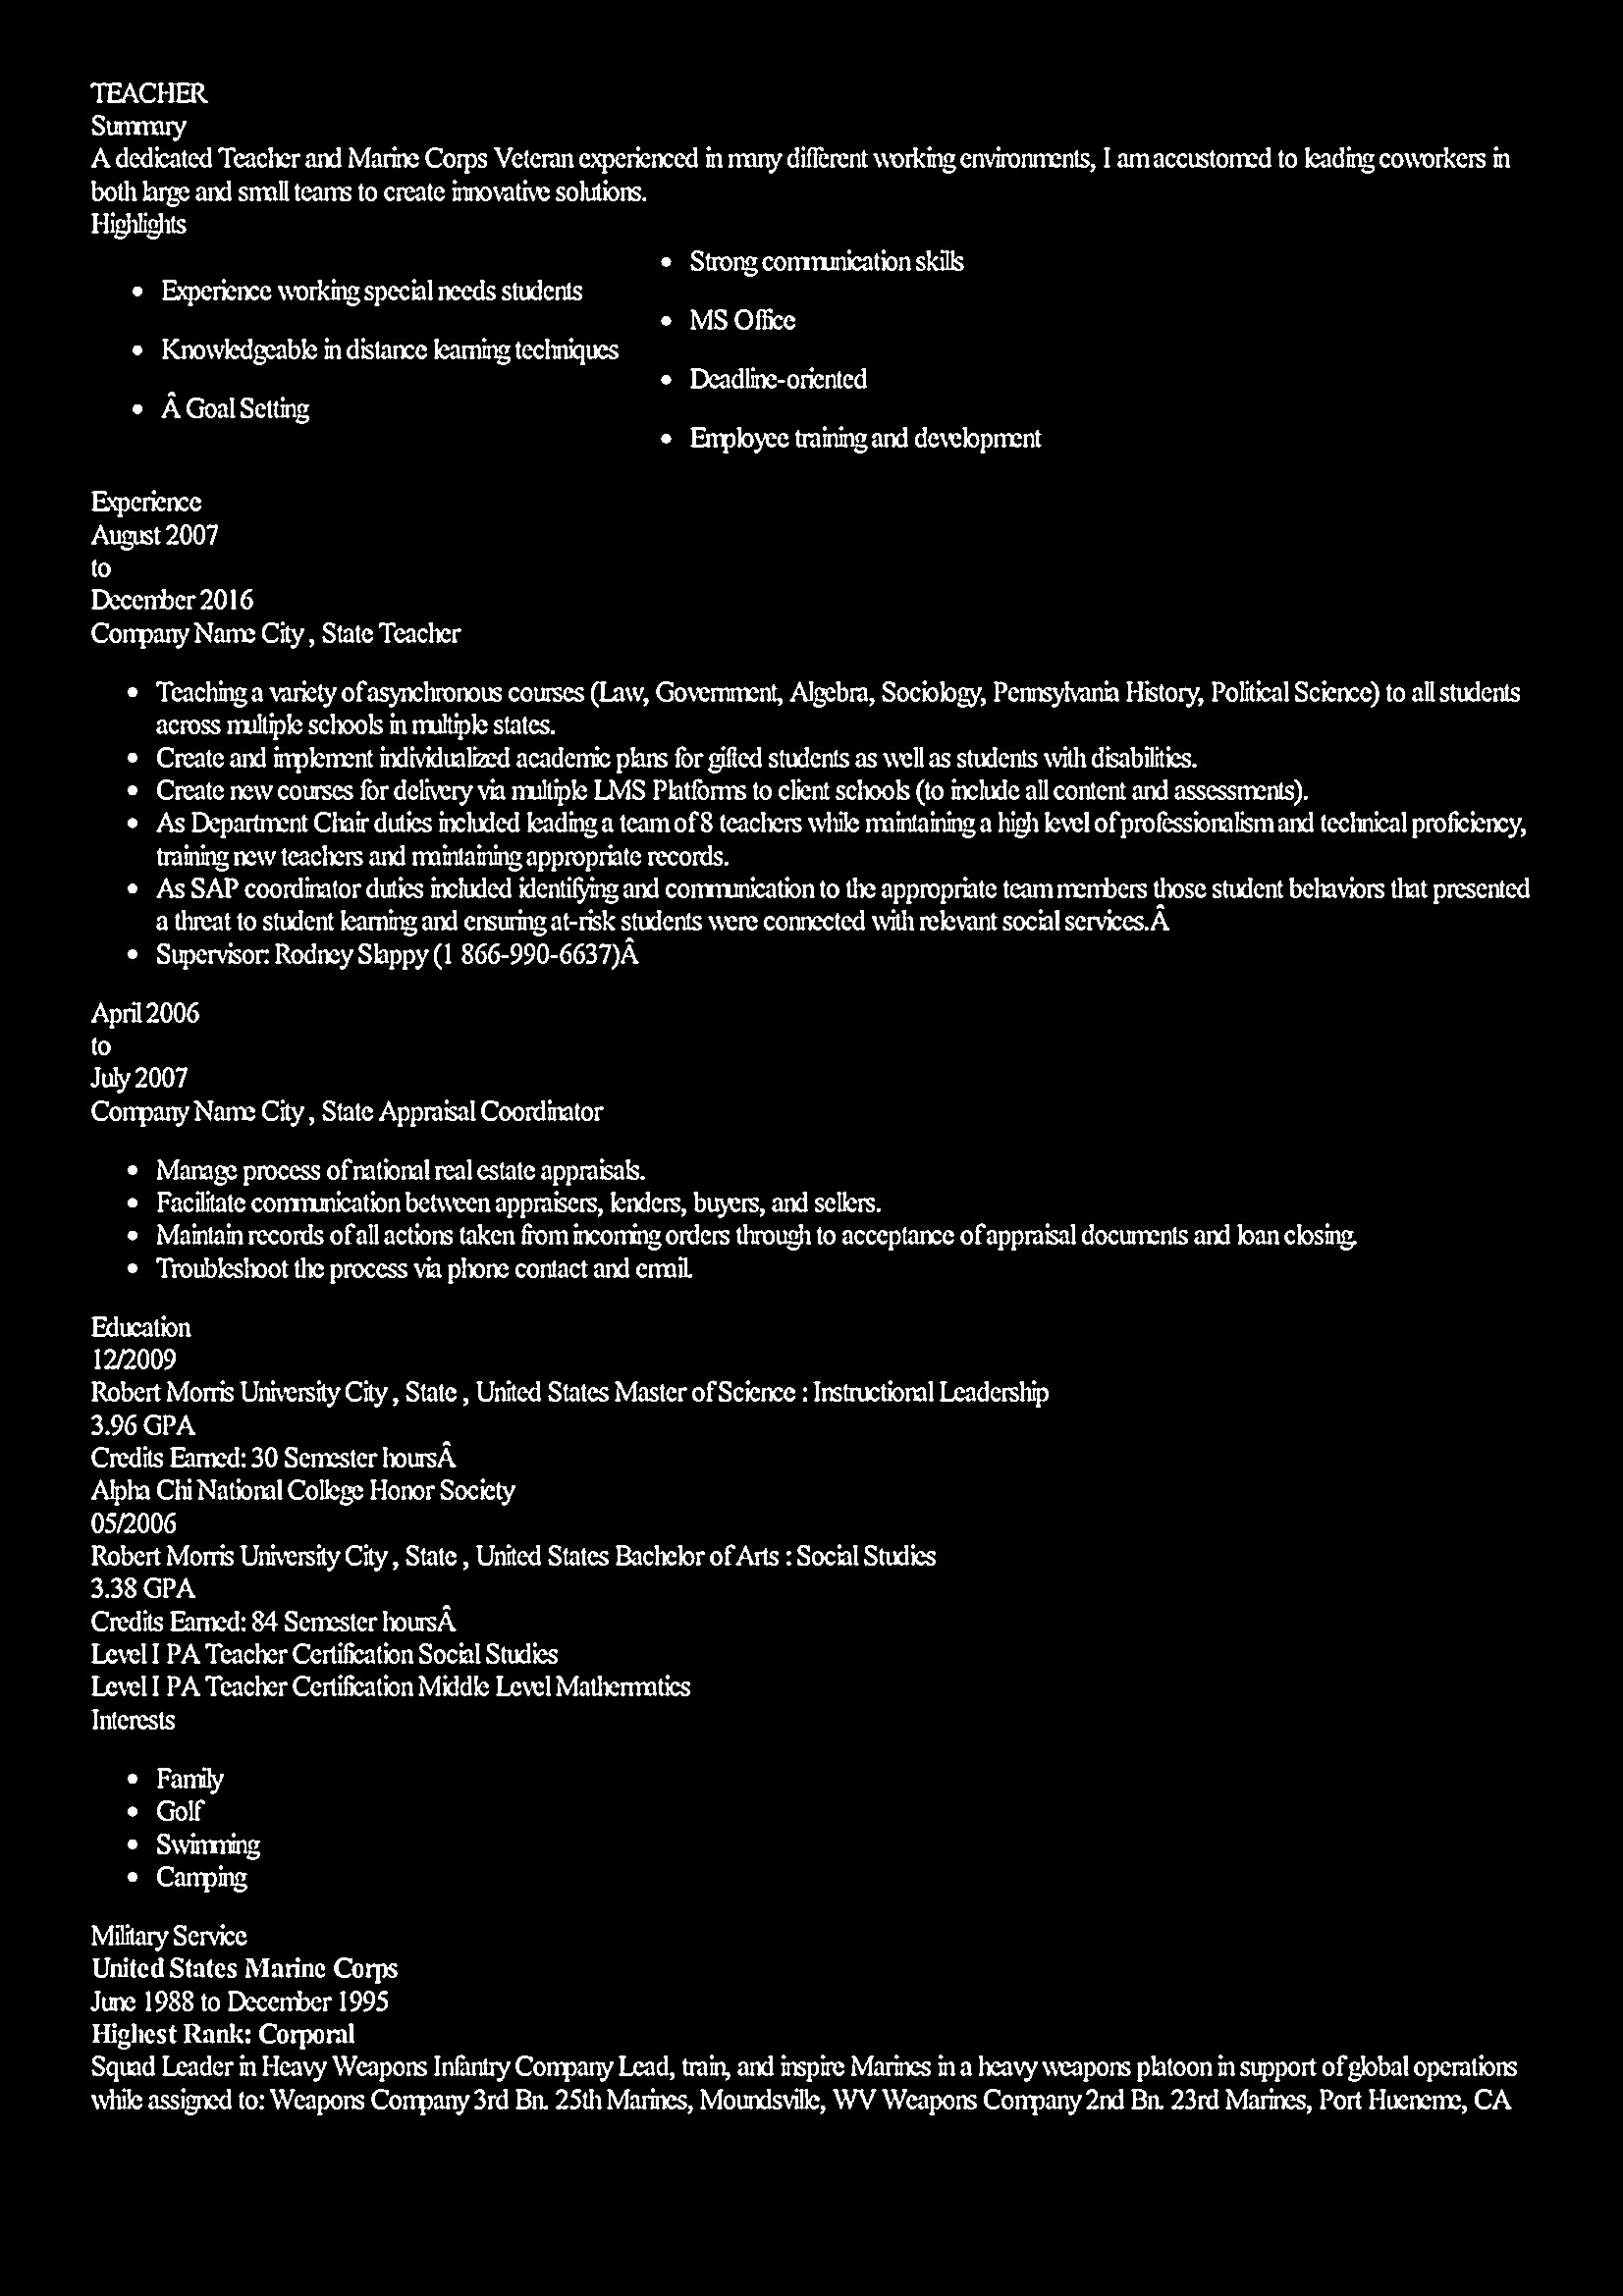 TEACHER
Summary
A dedicated Teacher and Marine Corps Veteran experienced in many different working environments, I am accustomed to leading coworkers in
both large and small teams to create innovative solutions.
Highlights
Experience working special needs students
Knowledgeable in distance learning techniques
Â Goal Setting
Strong communication skills
MS Office
Deadline-oriented
Employee training and development
Experience
August 2007
to
December 2016
Company Name City , State Teacher
Teaching a variety of asynchronous courses (Law, Government, Algebra, Sociology, Pennsylvania History, Political Science) to all students
across multiple schools in multiple states.
Create and implement individualized academic plans for gifted students as well as students with disabilities.
Create new courses for delivery via multiple LMS Platforms to client schools (to include all content and assessments).
As Department Chair duties included leading a team of 8 teachers while maintaining a high level of professionalism and technical proficiency,
training new teachers and maintaining appropriate records.
As SAP coordinator duties included identifying and communication to the appropriate team members those student behaviors that presented
a threat to student learning and ensuring at-risk students were connected with relevant social services.Â
Supervisor: Rodney Slappy (1 866-990-6637)Â
April 2006
to
July 2007
Company Name City , State Appraisal Coordinator
Manage process of national real estate appraisals.
Facilitate communication between appraisers, lenders, buyers, and sellers.
Maintain records of all actions taken from incoming orders through to acceptance of appraisal documents and loan closing.
Troubleshoot the process via phone contact and email.
Education
12/2009
Robert Morris University City , State , United States Master of Science : Instructional Leadership
3.96 GPA
Credits Earned: 30 Semester hoursÂ
Alpha Chi National College Honor Society
05/2006
Robert Morris University City , State , United States Bachelor of Arts : Social Studies
3.38 GPA
Credits Earned: 84 Semester hoursÂ
Level I PA Teacher Certification Social Studies
Level I PA Teacher Certification Middle Level Mathematics
Interests
Family
Golf
Swimming
Camping
Military Service
United States Marine Corps
June 1988 to December 1995
Highest Rank: Corporal
Squad Leader in Heavy Weapons Infantry Company Lead, train, and inspire Marines in a heavy weapons platoon in support of global operations
while assigned to: Weapons Company 3rd Bn. 25th Marines, Moundsville, WV Weapons Company 2nd Bn. 23rd Marines, Port Hueneme, CA